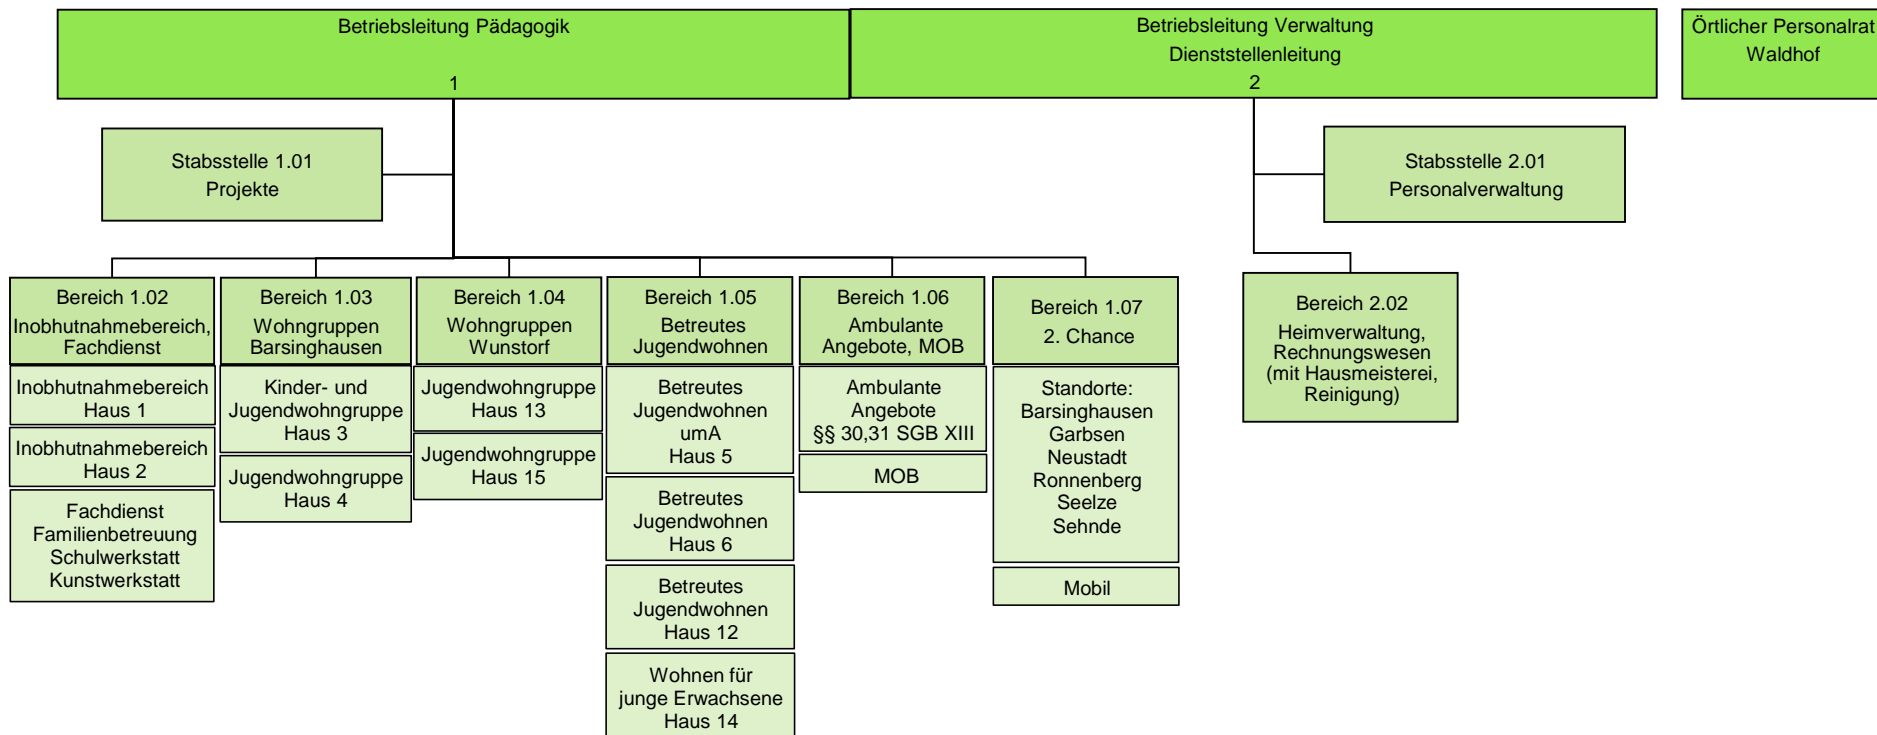 Betriebsleitung Pädagogik
1
Betriebsleitung Verwaltung
Dienststellenleitung
2
Örtlicher Personalrat
Waldhof
Stabsstelle 1.01
Projekte
Stabsstelle 2.01
Personalverwaltung
Bereich 1.02
Inobhutnahmebereich,
Fachdienst
Inobhutnahmebereich
Haus 1
Inobhutnahmebereich
Haus 2
Fachdienst
Familienbetreuung
Schulwerkstatt
Kunstwerkstatt
Bereich 1.03
Wohngruppen
Barsinghausen
Kinder- und
Jugendwohngruppe
Haus 3
Jugendwohngruppe
Haus 4
Bereich 1.04
Wohngruppen
Wunstorf
Jugendwohngruppe
Haus 13
Jugendwohngruppe
Haus 15
Bereich 1.05
Betreutes
Jugendwohnen
Betreutes
Jugendwohnen
umA
Haus 5
Betreutes
Jugendwohnen
Haus 6
Betreutes
Jugendwohnen
Haus 12
Wohnen für
junge Erwachsene
Haus 14
Bereich 1.06
Ambulante
Angebote, MOB
Ambulante
Angebote
§§ 30,31 SGB XIII
MOB
Bereich 1.07
2. Chance
Standorte:
Barsinghausen
Garbsen
Neustadt
Ronnenberg
Seelze
Sehnde
Mobil
Bereich 2.02
Heimverwaltung,
Rechnungswesen
(mit Hausmeisterei,
Reinigung)